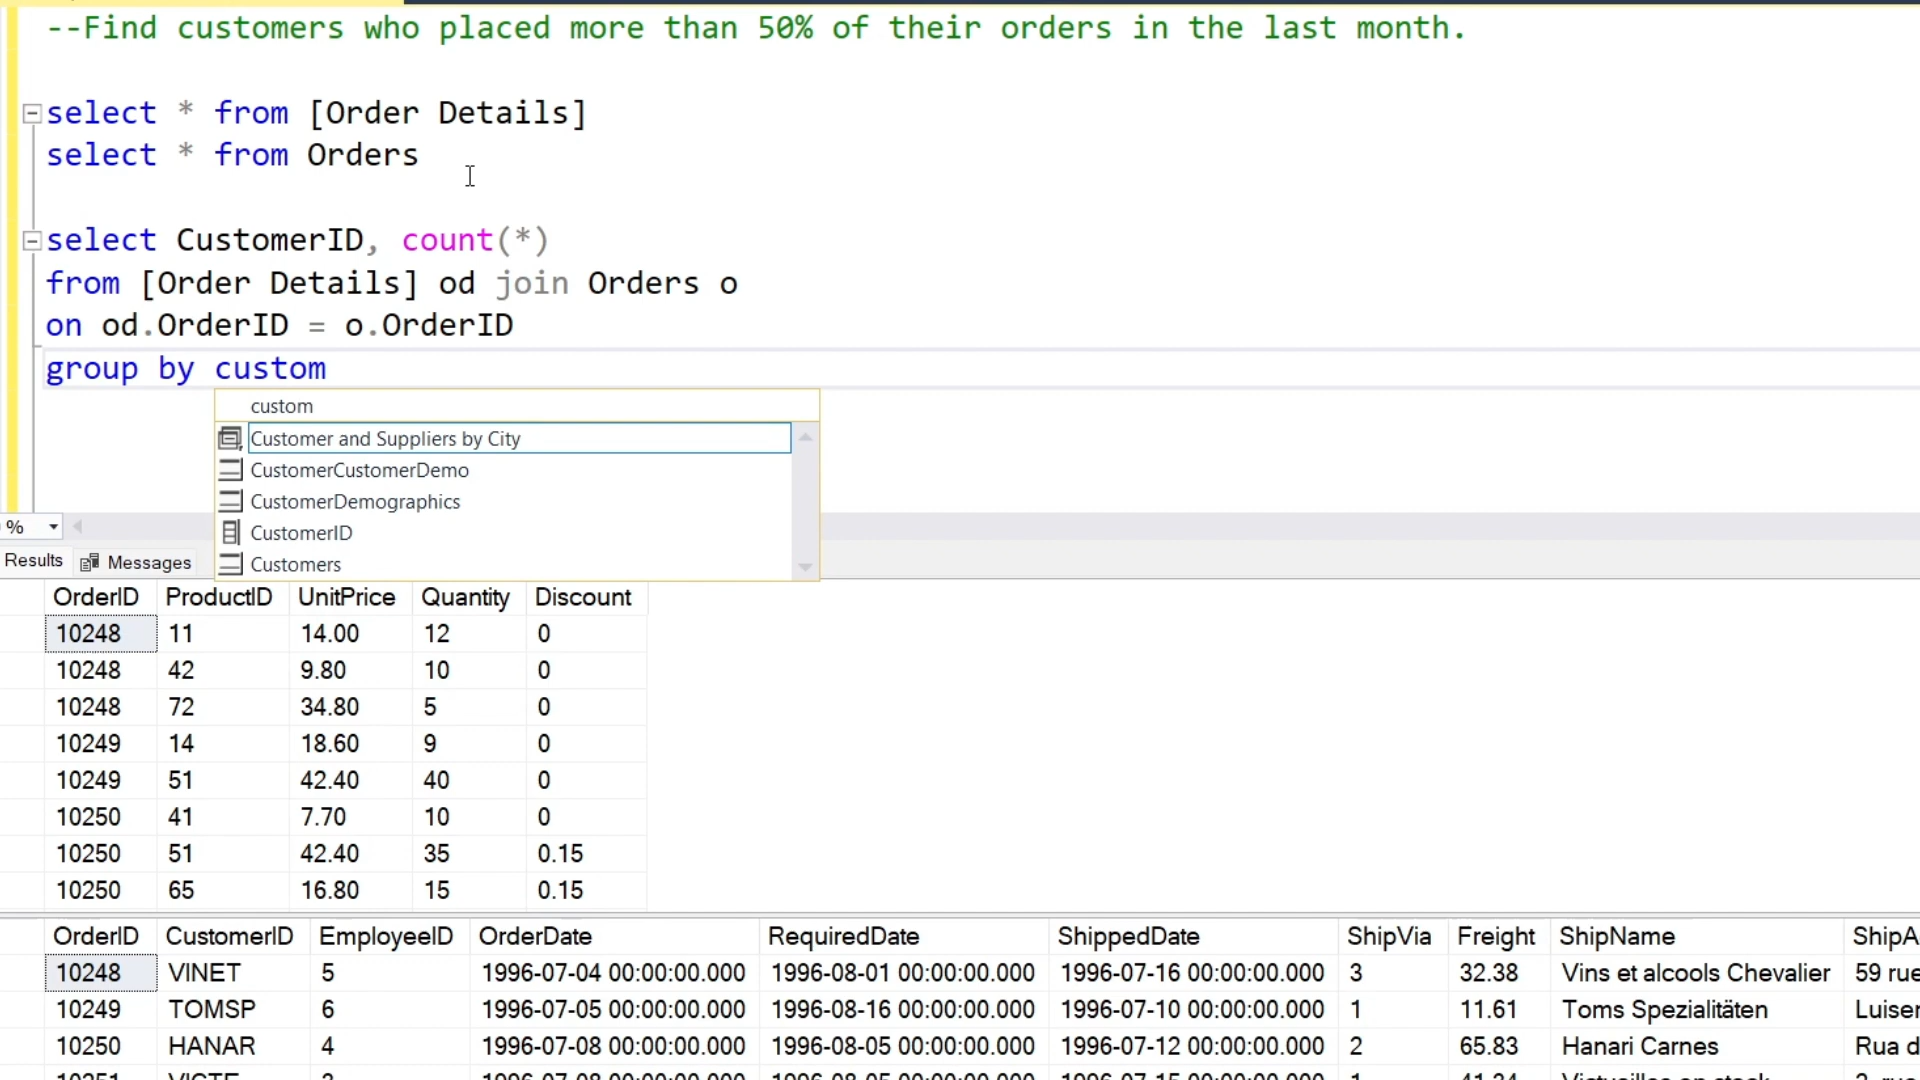 --Find customers who placed more than 50% of their orders in the last month.
select * from [Order Details]
select * from Orders
select CustomerID, count(*)
from [Order Details] od join Orders o
on od.OrderID = o.OrderID
group by custom
custom
Customer and Suppliers by City
CustomerCustomerDemo
CustomerDemographics
CustomerID
Customers
%
Results Messages
OrderID ProductID UnitPrice Quantity Discount
10248 11 14.00 12 0
10248 42 9.80 10 0
10248 72 34.80 5 0
10249 14 18.60 9 0
10249 51 42.40 40 0
10250 41 7.70 10 0
10250 51 42.40 35 0.15
10250 65 16.80 15 0.15
OrderID CustomerID EmployeeID OrderDate RequiredDate ShippedDate ShipVia Freight ShipName
10248 VINET 5 1996-07-04 00:00:00.000 1996-08-01 00:00:00.000 1996-07-16 00:00:00.000 3 32.38 Vins et alcools Chevalier 59 rue
10249 TOMSP 6 1996-07-05 00:00:00.000 1996-08-16 00:00:00.000 1996-07-10 00:00:00.000 1 11.61 Toms Spezialitäten
10250 HANAR 4 1996-07-08 00:00:00.000 1996-08-05 00:00:00.000 1996-07-12 00:00:00.000 2 65.83 Hanari Carnes Rua